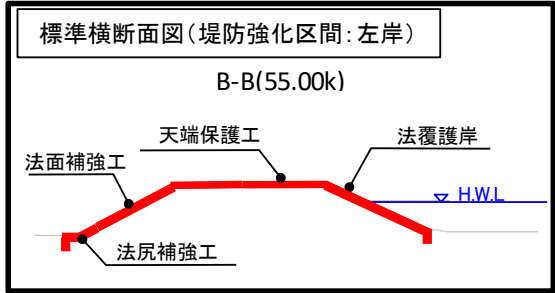 標準横断面図(堤防強化区間:左岸)
B-B(55.00k)
天端保護工
法覆護岸
法面補強工
H.W.L
法尻補強工